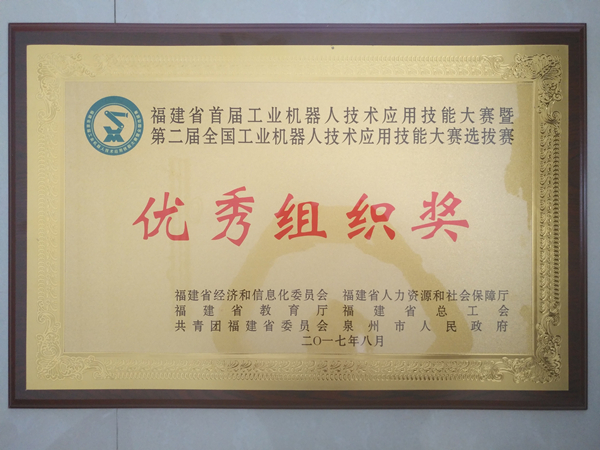 福建省首届工业机器人技术应用技能大赛暨
第二届全国工业机器人技术应用技能大赛选拔赛
优秀组织奖
福建省经济和信息化委员会 福建省人力资源和社会保障厅
福建省教育厅 福建省总工会
共青团福建省委员会 泉州市人民政府
二〇一七年八月